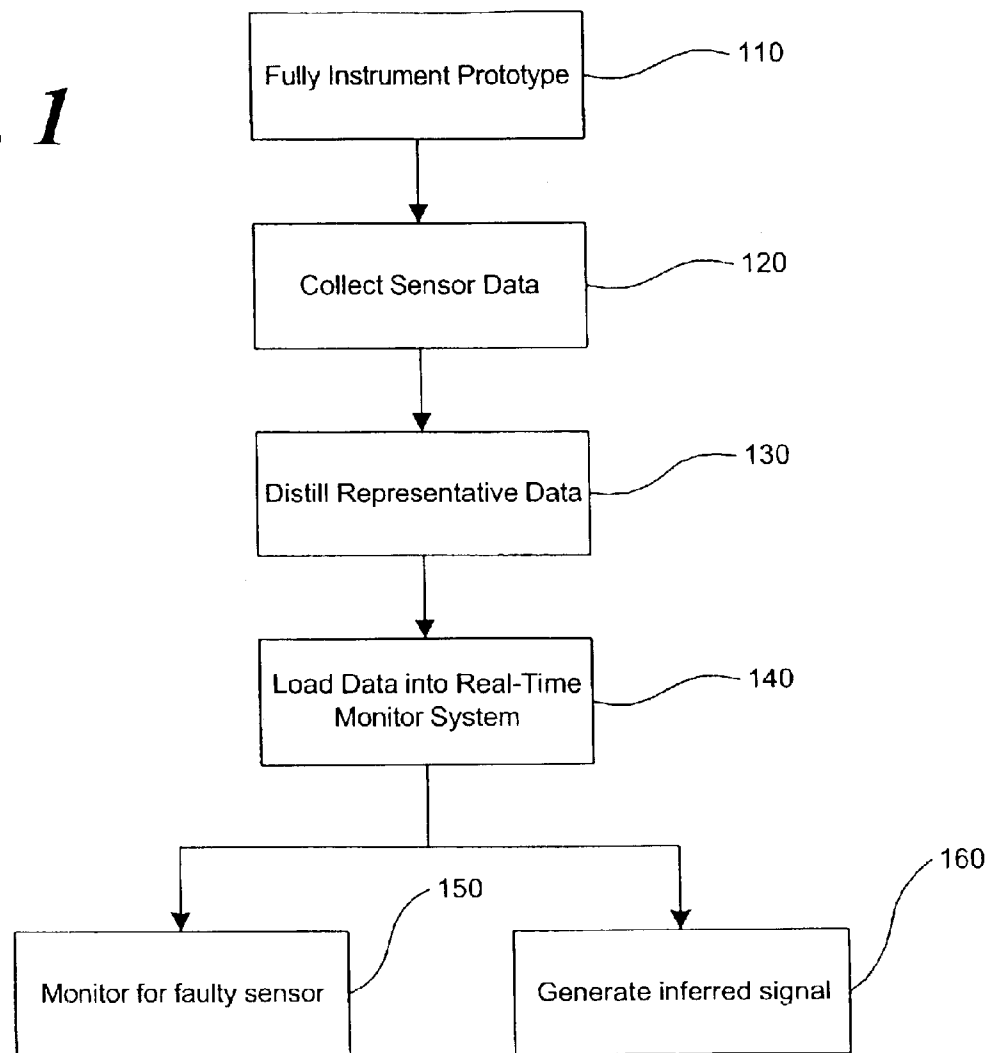 1
Fully Instrument Prototype
110
Collect Sensor Data
120
Distill Representative Data
130
Load Data into Real-Time
Monitor System
140
150
160
Monitor for faulty sensor
Generate inferred signal